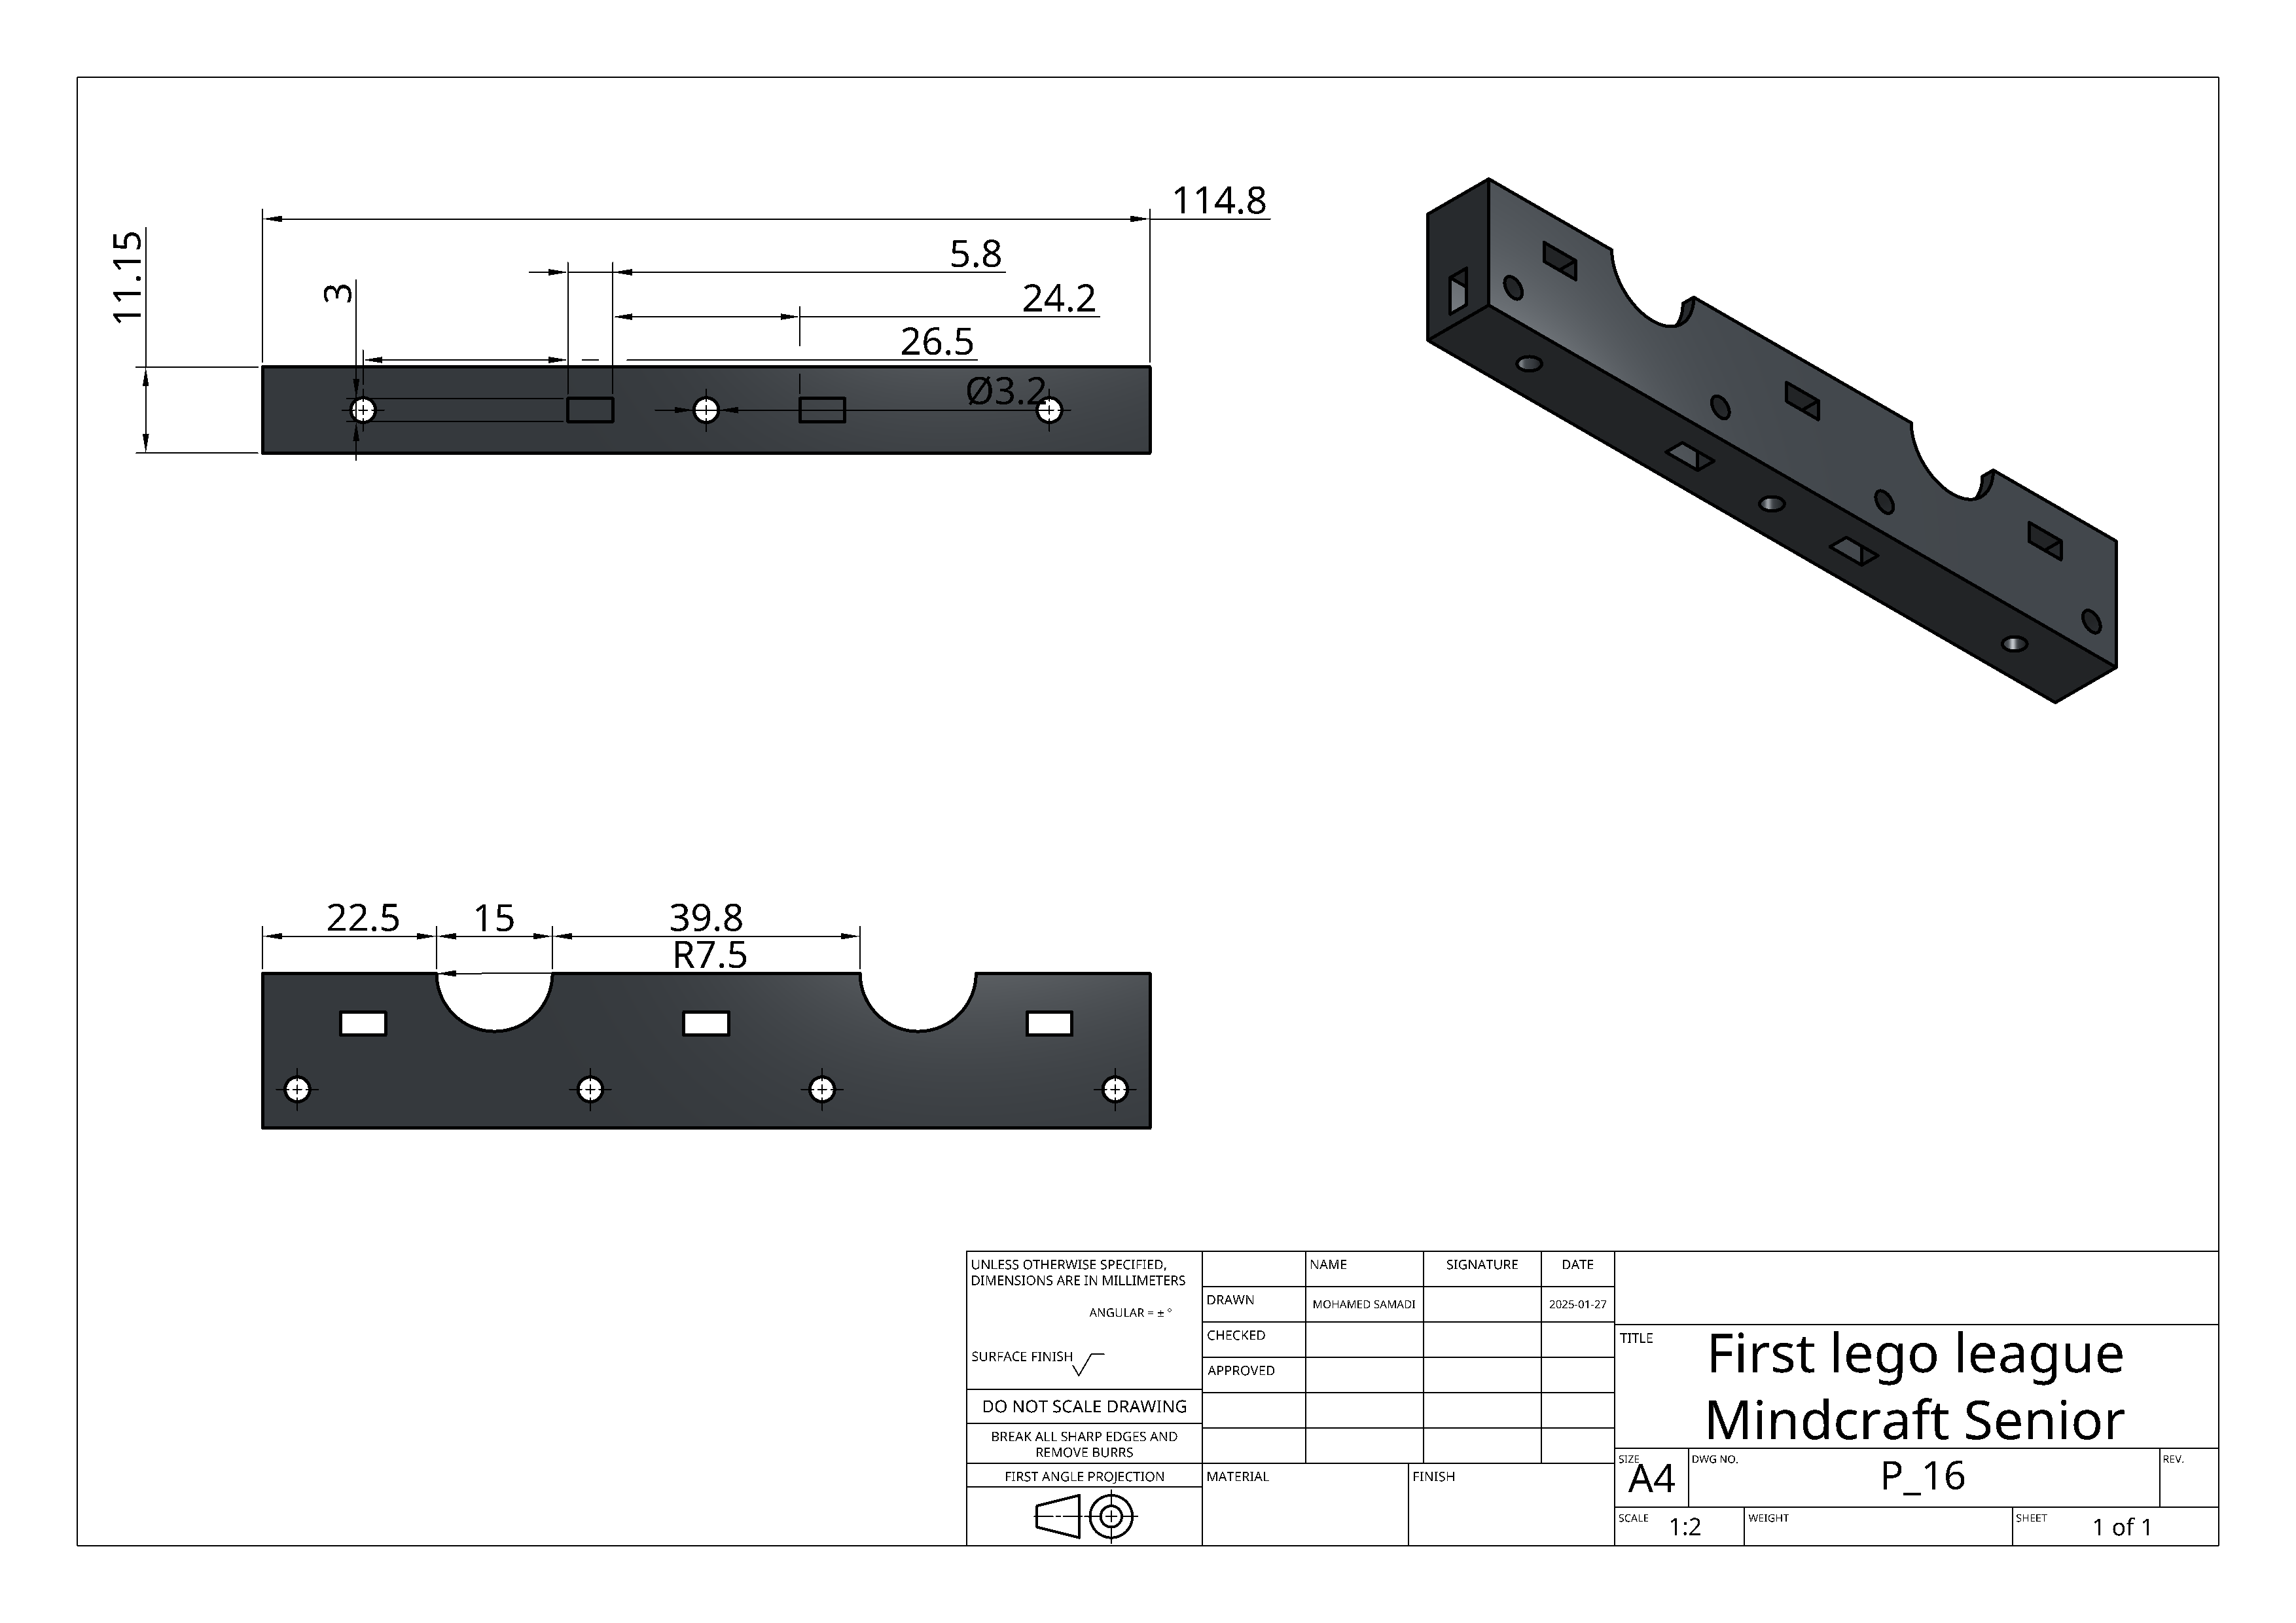 114.8
11.15
5.8
3
24.2
26.5
Ø3.2
22.5 15 39.8
R7.5
UNLESS OTHERWISE SPECIFIED,
DIMENSIONS ARE IN MILLIMETERS
ANGULAR = ± °
SURFACE FINISH
DO NOT SCALE DRAWING
BREAK ALL SHARP EDGES AND
REMOVE BURRS
FIRST ANGLE PROJECTION
NAME SIGNATURE DATE
DRAWN MOHAMED SAMADI 2025-01-27
CHECKED
APPROVED
MATERIAL FINISH
TITLE
First lego league
Mindcraft Senior
SIZE A4 DWG NO. P_16 REV.
SCALE 1:2 WEIGHT SHEET 1 of 1